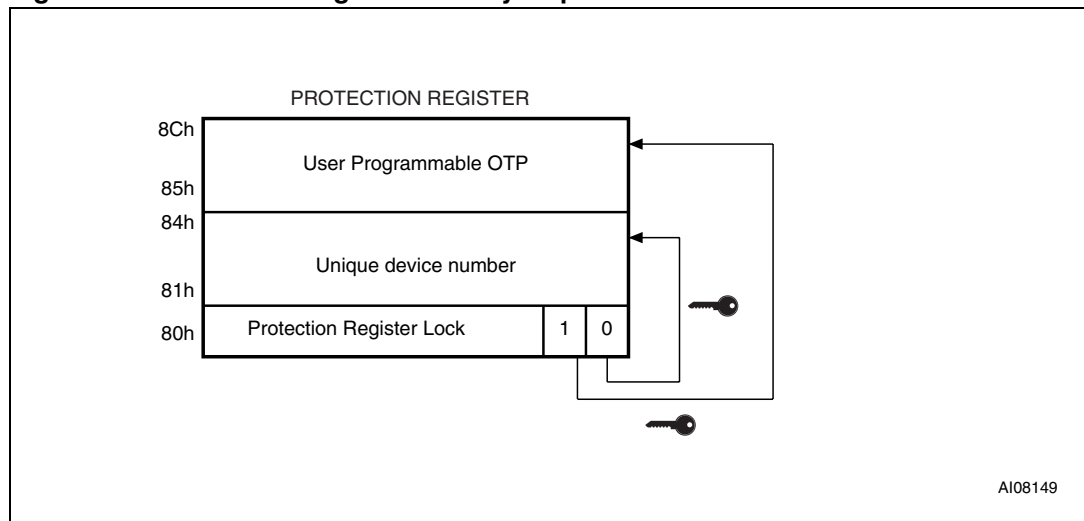 PROTECTION REGISTER
8Ch
User Programmable OTP
85h
84h
Unique device number
81h
80h
Protection Register Lock
1
0
AI08149